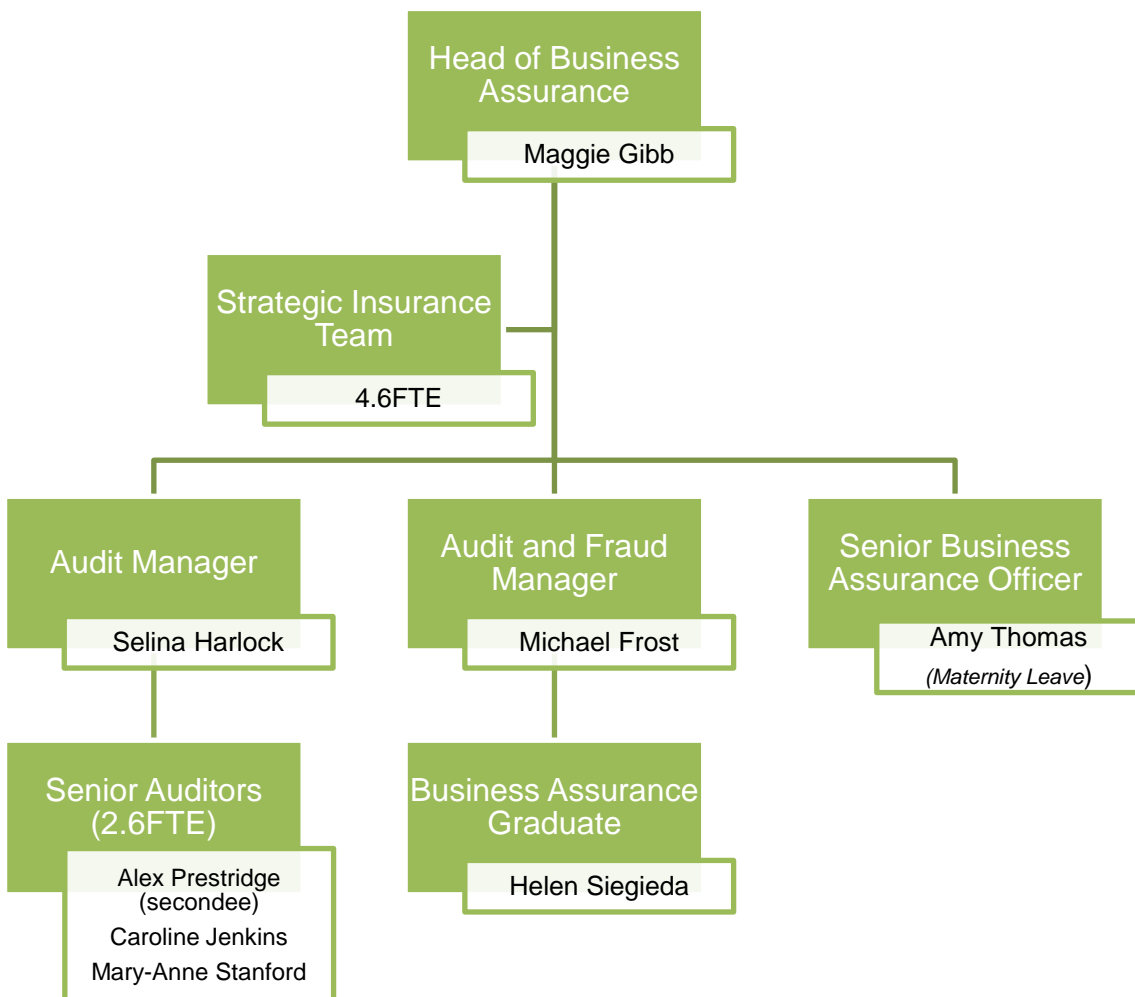 Head of Business
Assurance
Maggie Gibb
Strategic Insurance
Team
4.6FTE
Audit Manager
Selina Harlock
Audit and Fraud
Manager
Michael Frost
Senior Business
Assurance Officer
Amy Thomas
(Maternity Leave)
Senior Auditors
(2.6FTE)
Alex Prestridge
(secondee)
Caroline Jenkins
Mary-Anne Stanford
Business Assurance
Graduate
Helen Siegieda